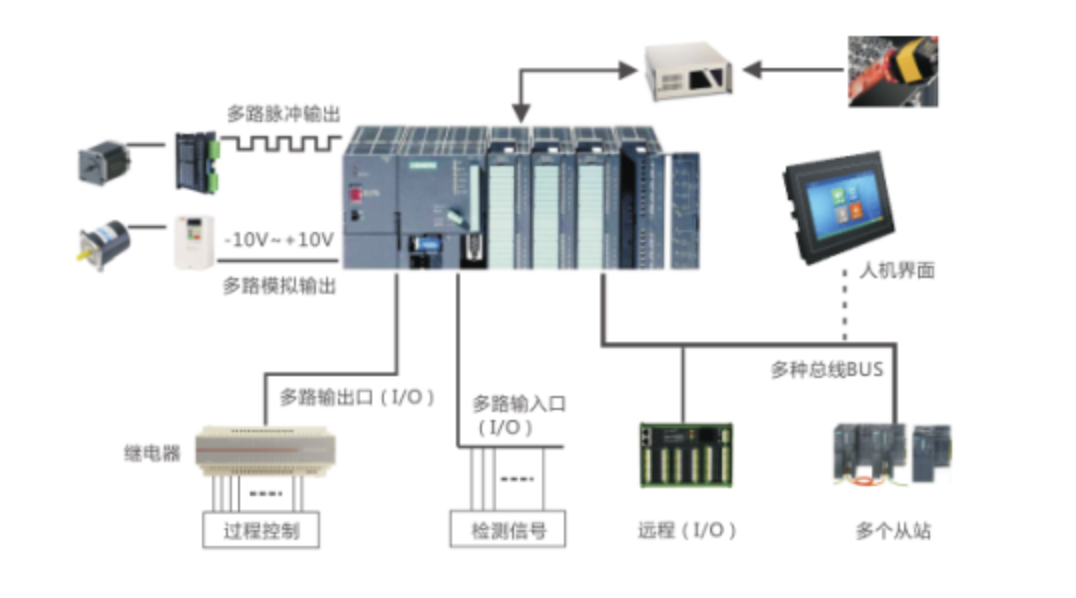 多路脉冲输出
SIEMENS
-10V~+10V
多路模拟输出
人机界面
多种总线BUS
多路输出口（I/O）
多路输入口
（I/O）
继电器
过程控制
检测信号
远程（I/O）
多个从站